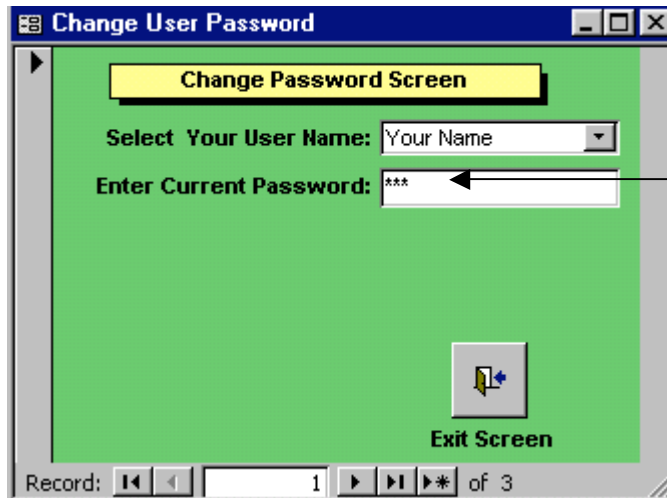 Change User Password
Change Password Screen
Select Your User Name: Your Name
Enter Current Password: ***
Exit Screen
Record: 1 of 3